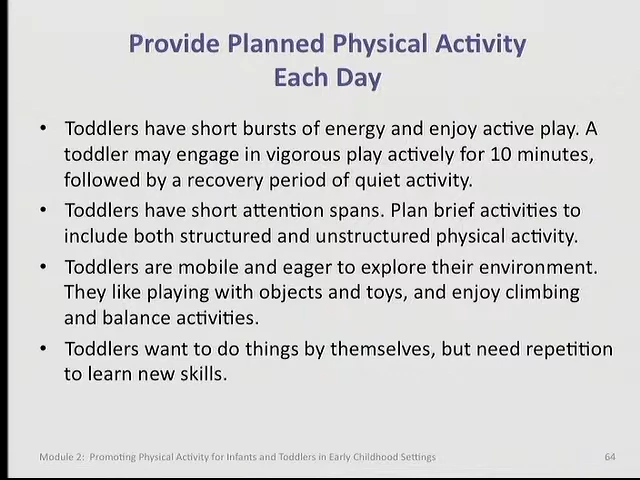 Provide Planned Physical Activity
Each Day
• Toddlers have short bursts of energy and enjoy active play. A
toddler may engage in vigorous play actively for 10 minutes,
followed by a recovery period of quiet activity.
• Toddlers have short attention spans. Plan brief activities to
include both structured and unstructured physical activity.
• Toddlers are mobile and eager to explore their environment.
They like playing with objects and toys, and enjoy climbing
and balance activities.
• Toddlers want to do things by themselves, but need repetition
to learn new skills.
Module 2: Promoting Physical Activity for Infants and Toddlers in Early Childhood Settings 64